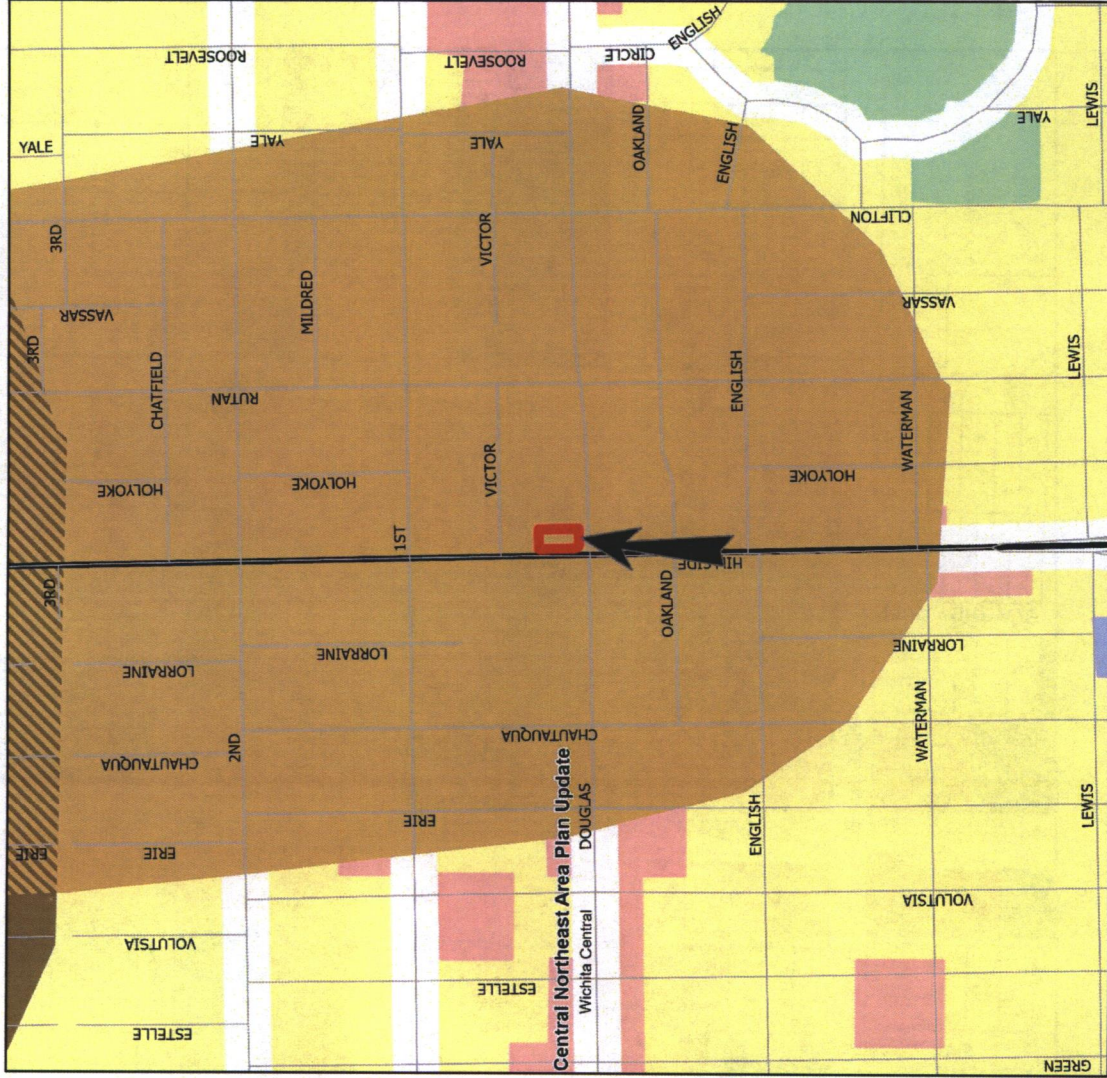 ROOSEVELT
ROOSEVELT
CIRCLE
ENGLISH
YALE
YALE
YALE
OAKLAND
ENGLISH
YALE
LEWIS
3RD
VICTOR
CLIFTON
VASSAR
MILDRED
VASSAR
3RD
CHATFIELD
RUTAN
ENGLISH
LEWIS
WATERMAN
HOLYOKE
HOLYOKE
VICTOR
HOLYOKE
1ST
HILLSIDE
3RD
OAKLAND
LORRAINE
LORRAINE
LORRAINE
CHAUTAUQUA
CHAUTAUQUA
2ND
WATERMAN
Central Northeast Area Plan Update
DOUGLAS
Wichita Central
ERIE
ERIE
ERIE
ENGLISH
LEWIS
VOLUTSIA
VOLUTSIA
ESTELLE
ESTELLE
GREEN